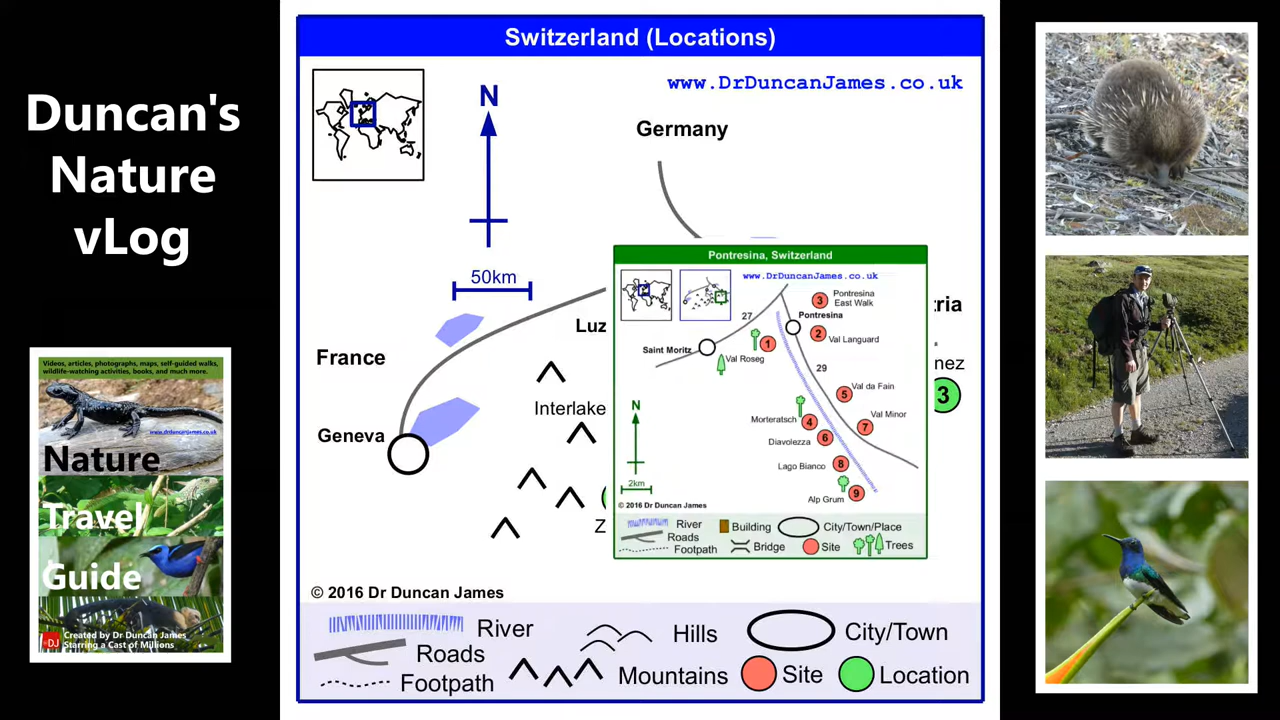 Duncan's
Nature
vLog
Videos, articles, photographs, maps, self-guided walks,
wildlife-watching activities, books, and much more.
www.drduncanjames.co.uk
Nature
Travel
Guide
Created by Dr Duncan James
Starring a Cast of Millions
DJ
Switzerland (Locations)
www.DrDuncanJames.co.uk
N
Germany
50km
France
Geneva
Luz
Interlake
Z
tria
nez
3
Pontresina, Switzerland
www.DrDuncanJames.co.uk
3
Pontresina
East Walk
27
Pontresina
Saint Moritz
1
2
Val Languard
Val Roseg
29
N
5
Val da Fain
Morteratsch
4
7
Val Minor
Diavolezza
6
Lago Bianco
8
2km
Alp Grum
9
© 2016 Dr Duncan James
River
Building
City/Town/Place
Roads
Footpath
Bridge
Site
Trees
© 2016 Dr Duncan James
River
Hills
City/Town
Roads
Footpath
Mountains
Site
Location